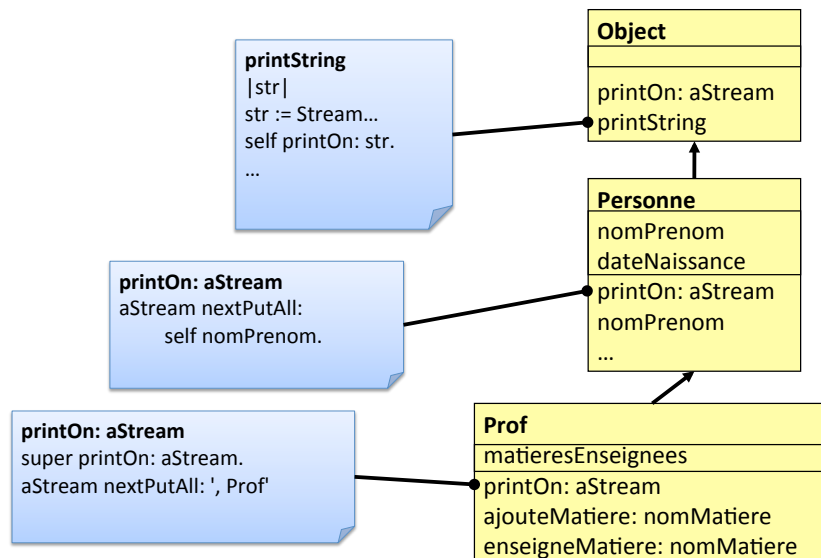 printString
|str|
str := Stream...
self printOn: str.
...
Object
printOn: aStream
printString
printOn: aStream
aStream nextPutAll:
self nomPrenom.
Personne
nomPrenom
dateNaissance
printOn: aStream
nomPrenom
...
printOn: aStream
super printOn: aStream.
aStream nextPutAll: ', Prof'
Prof
matieresEnseignees
printOn: aStream
ajouteMatiere: nomMatiere
enseigneMatiere: nomMatiere